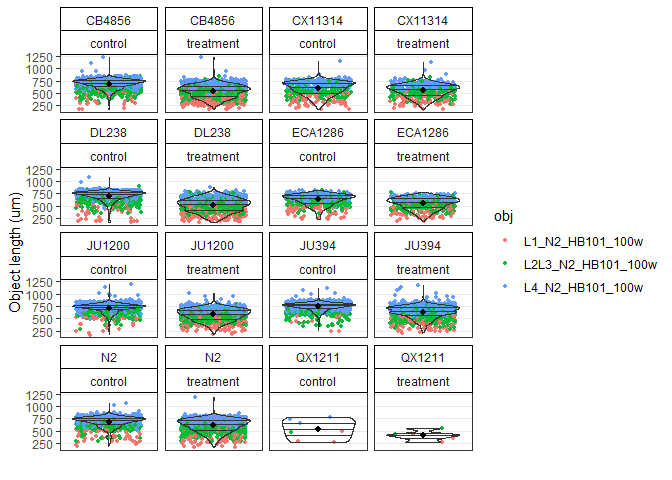 CB4856 CB4856 CX11314 CX11314
control treatment control treatment
1250
1000
750
500
250
DL238 DL238 ECA1286 ECA1286
control treatment control treatment
1250
1000
750
500
250
Object length (um)
obj
L1_N2_HB101_100w
L2L3_N2_HB101_100w
L4_N2_HB101_100w
JU1200 JU1200 JU394 JU394
control treatment control treatment
1250
1000
750
500
250
N2 N2 QX1211 QX1211
control treatment control treatment
1250
1000
750
500
250